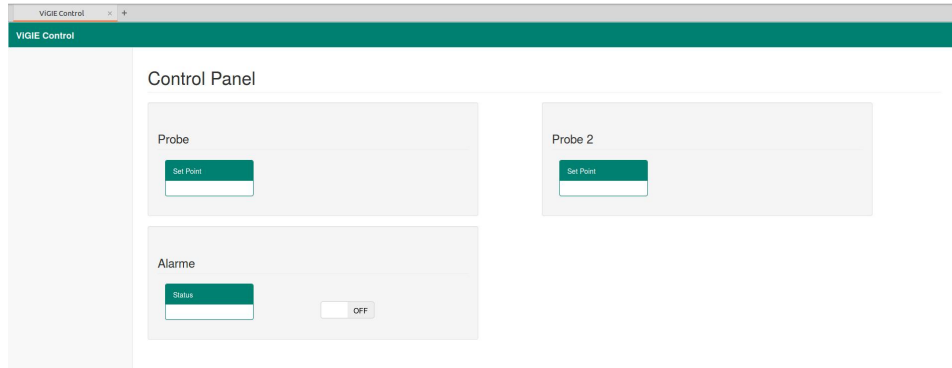 ViGIE Control × +
ViGIE Control
Control Panel
Probe
Set Point
Probe 2
Set Point
Alarme
Status
OFF